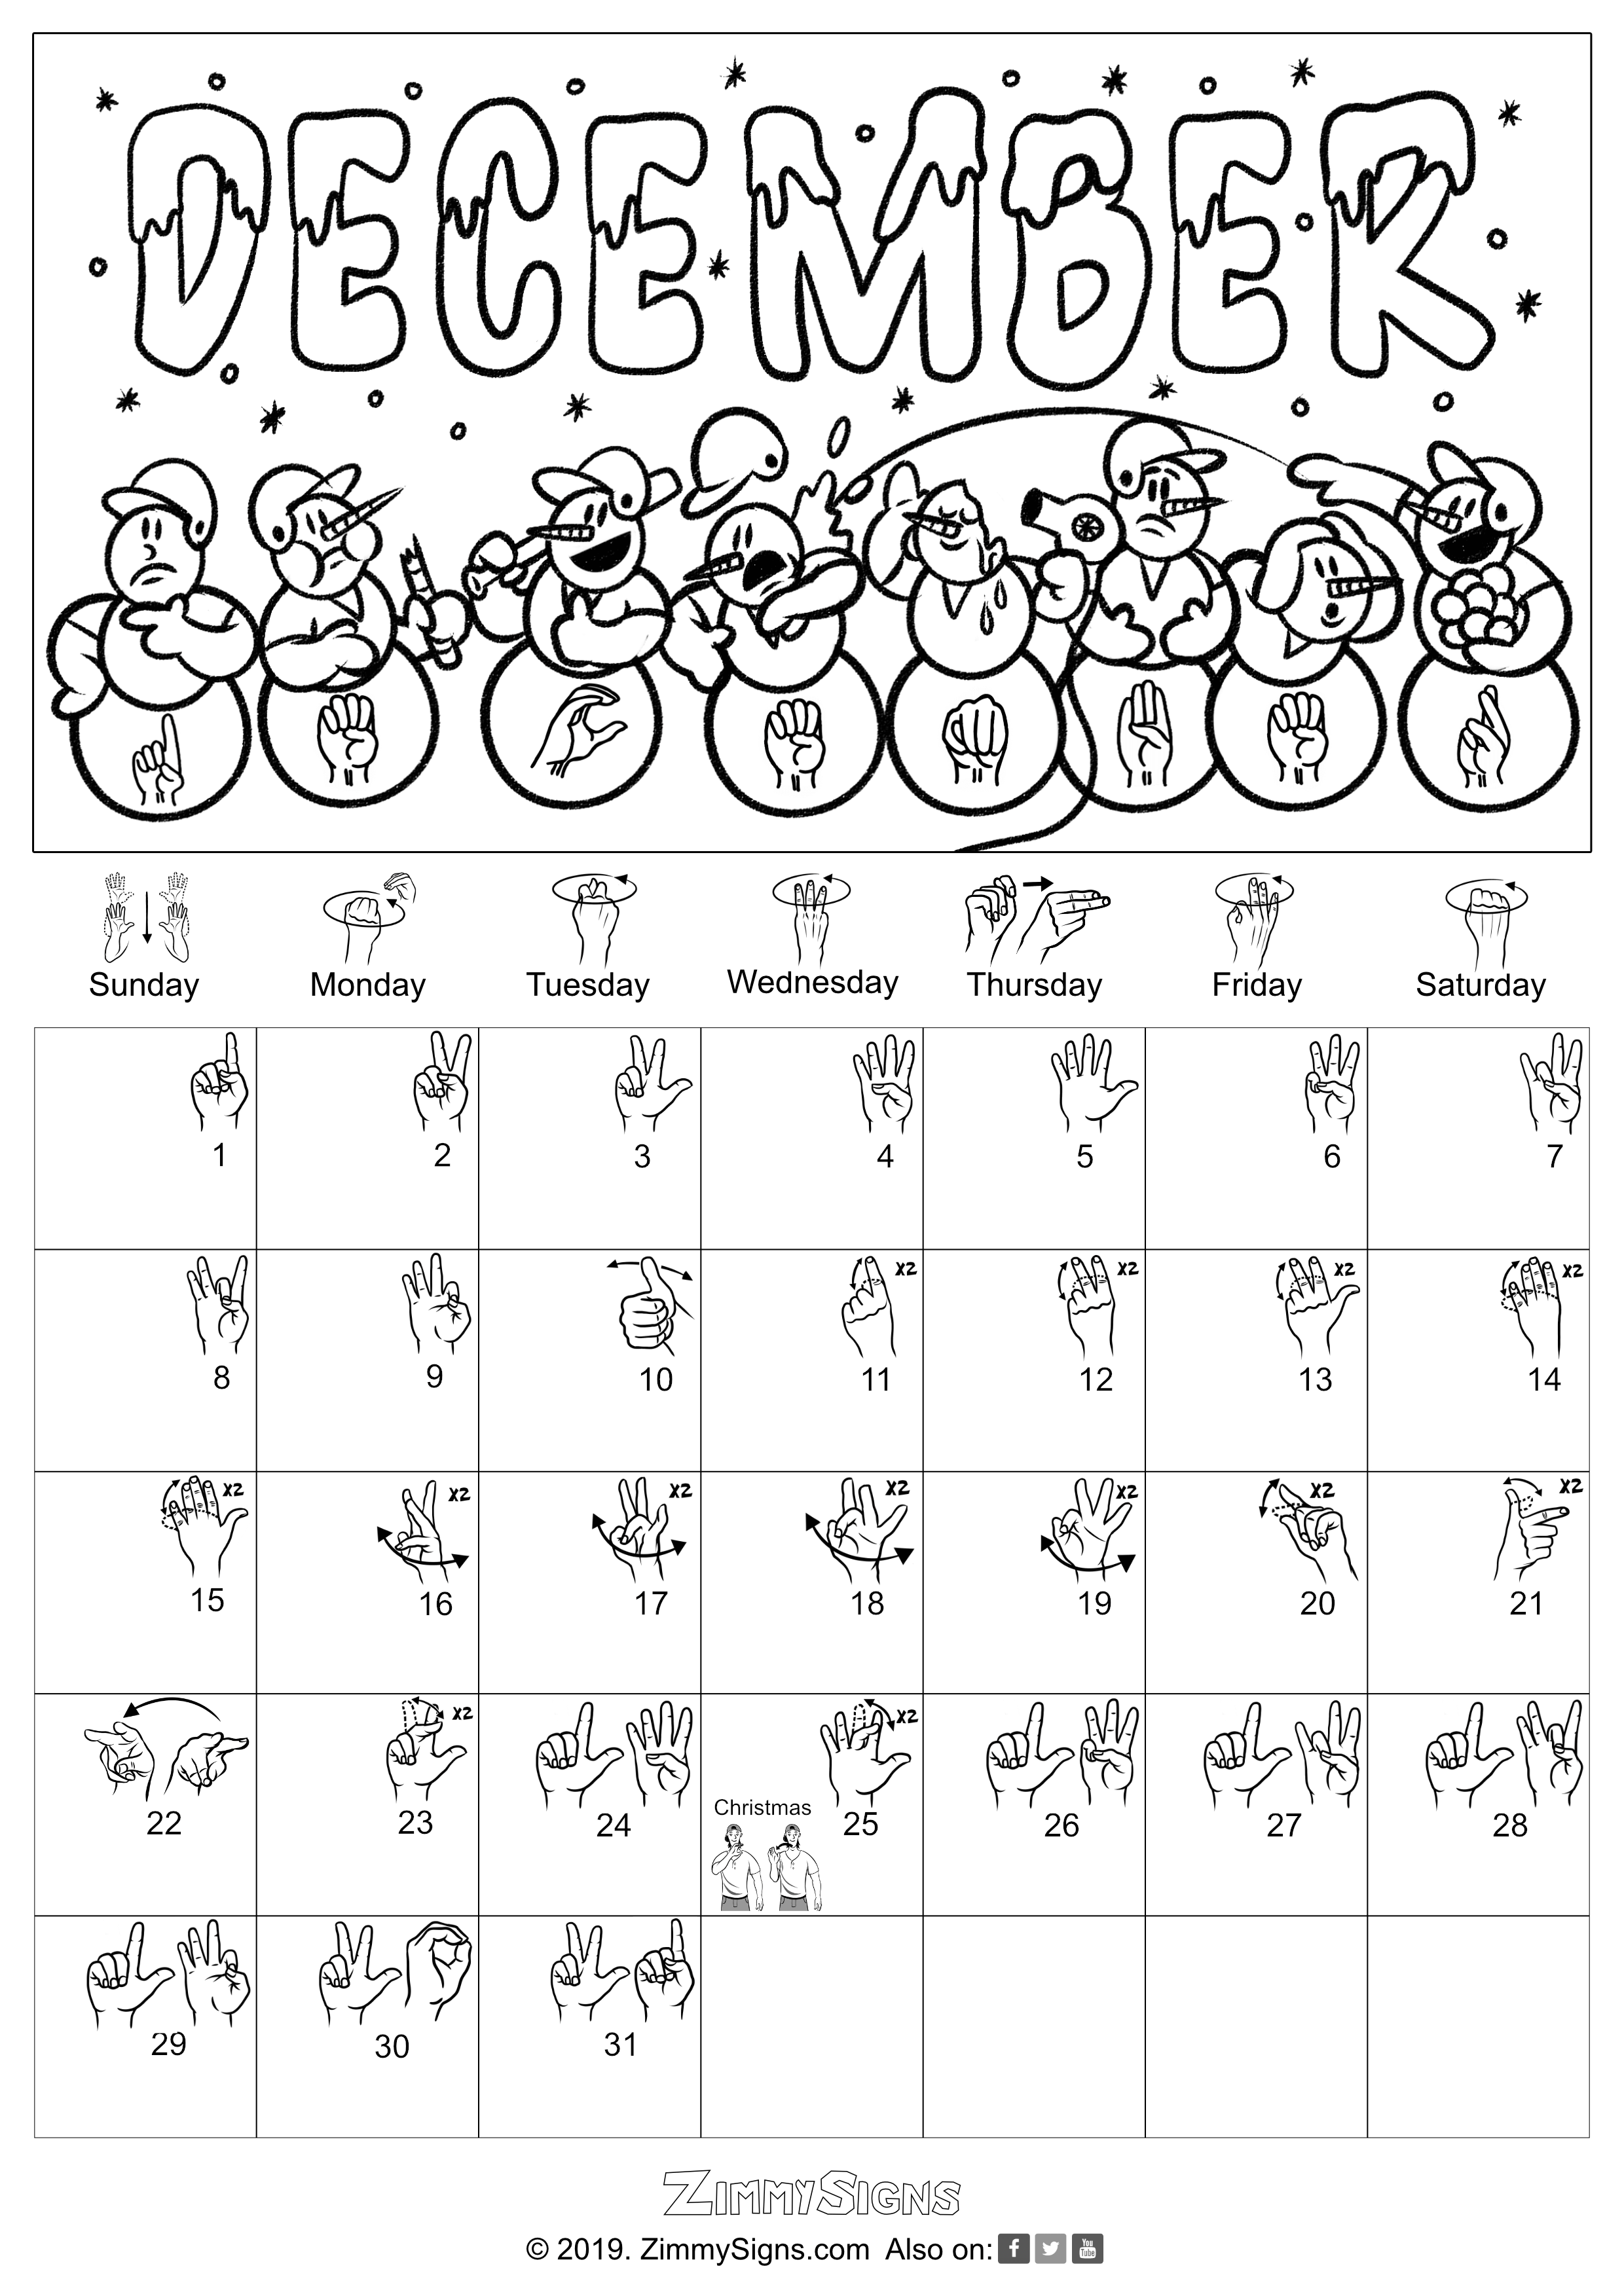 DECEMBER
Sunday Monday Tuesday Wednesday Thursday Friday Saturday
1 2 3 4 5 6 7
X2 X2 X2 X2
8 9 10 11 12 13 14
X2 X2 X2 X2 X2 X2 X2
15 16 17 18 19 20 21
X2 X2
Christmas
22 23 24 25 26 27 28
29 30 31
ZIMMYSIGNS
© 2019. ZimmySigns.com Also on: f You Tube